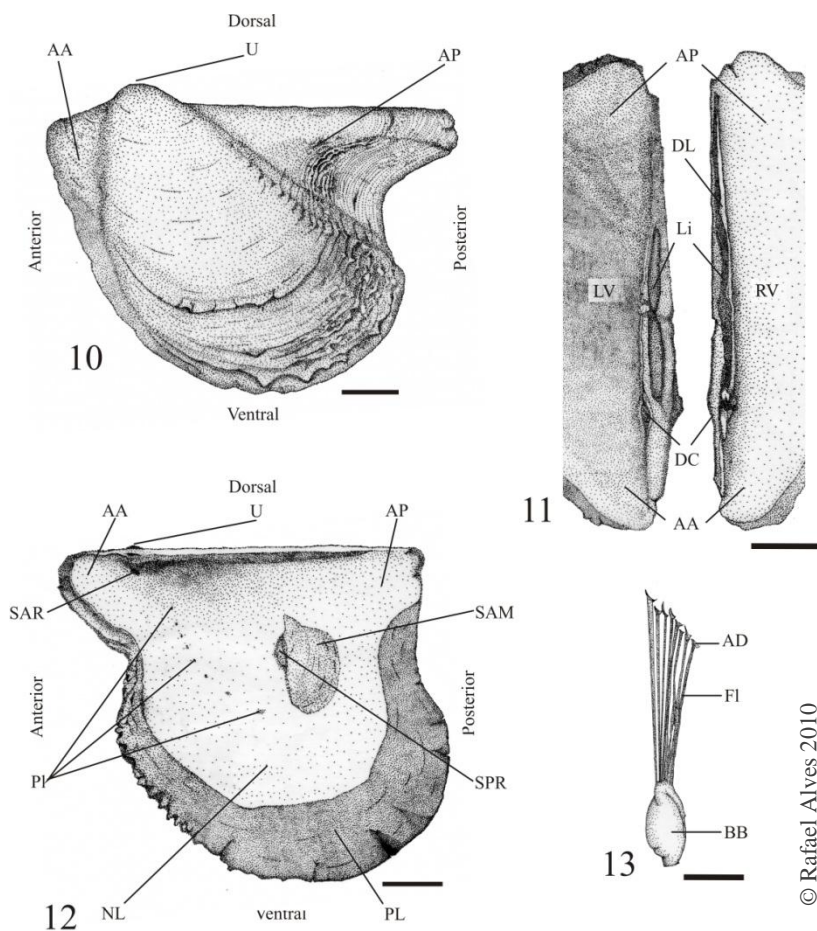 Dorsal
AA
U
AP
Anterior
Posterior
10
Ventral
AP
DL
Li
LV
RV
DC
AA
11
Dorsal
AA
U
AP
SAR
SAM
Anterior
Posterior
Pl
SPR
NL
PL
12
Ventral
AD
Fl
BB
13
© Rafael Alves 2010